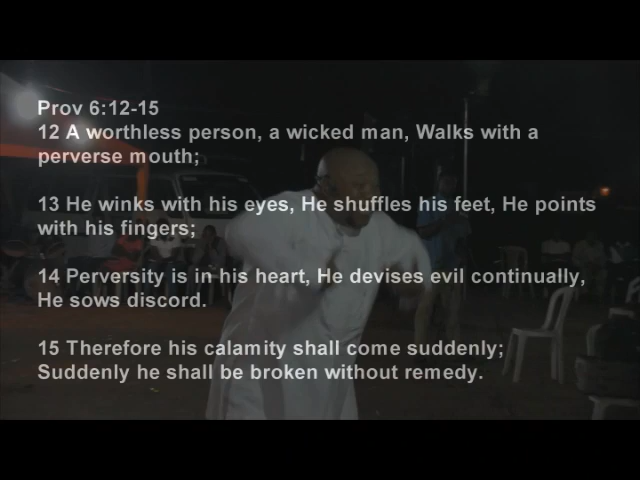 Prov 6:12-15
12 A worthless person, a wicked man, Walks with a
perverse mouth;
13 He winks with his eyes, He shuffles his feet, He points
with his fingers;
14 Perversity is in his heart, He devises evil continually,
He sows discord.
15 Therefore his calamity shall come suddenly;
Suddenly he shall be broken without remedy.